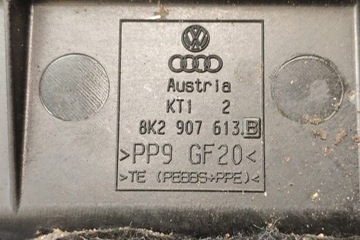 Austria
KT1 2
8K2 907 613 B
>PP9 GF20<
>TE (PEBBS+PPE)<